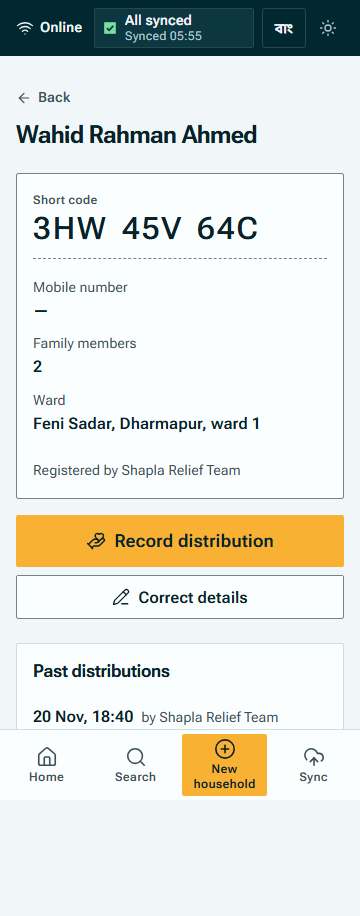 Online
All synced
Synced 05:55
বাং
Back
Wahid Rahman Ahmed
Short code
3HW 45V 64C
Mobile number
—
Family members
2
Ward
Feni Sadar, Dharmapur, ward 1
Registered by Shapla Relief Team
Record distribution
Correct details
Past distributions
20 Nov, 18:40 by Shapla Relief Team
Home
Search
New
household
Sync